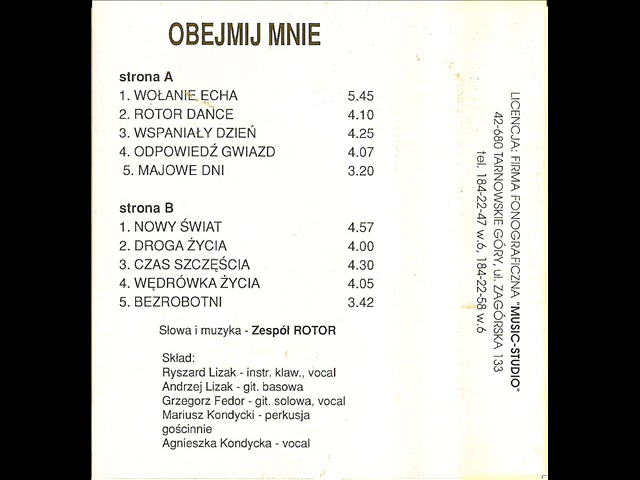 OBEJMIJ MNIE
strona A
1. WOŁANIE ECHA 5.45
2. ROTOR DANCE 4.10
3. WSPANIAŁY DZIEŃ 4.25
4. ODPOWIEDŹ GWIAZD 4.07
5. MAJOWE DNI 3.20
strona B
1. NOWY ŚWIAT 4.57
2. DROGA ŻYCIA 4.00
3. CZAS SZCZĘŚCIA 4.30
4. WĘDRÓWKA ŻYCIA 4.05
5. BEZROBOTNI 3.42
Słowa i muzyka - Zespół ROTOR
Skład:
Ryszard Lizak - instr. klaw., vocal
Andrzej Lizak - git. basowa
Grzegorz Fedor - git. solowa, vocal
Mariusz Kondycki - perkusja
gościnnie
Agnieszka Kondycka - vocal
LICENCJA: FIRMA FONOGRAFICZNA "MUSIC-STUDIO"
42-680 TARNOWSKIE GÓRY, ul. ZAGÓRSKA 133
tel. 184-22-47 w.6, 184-22-58 w.6